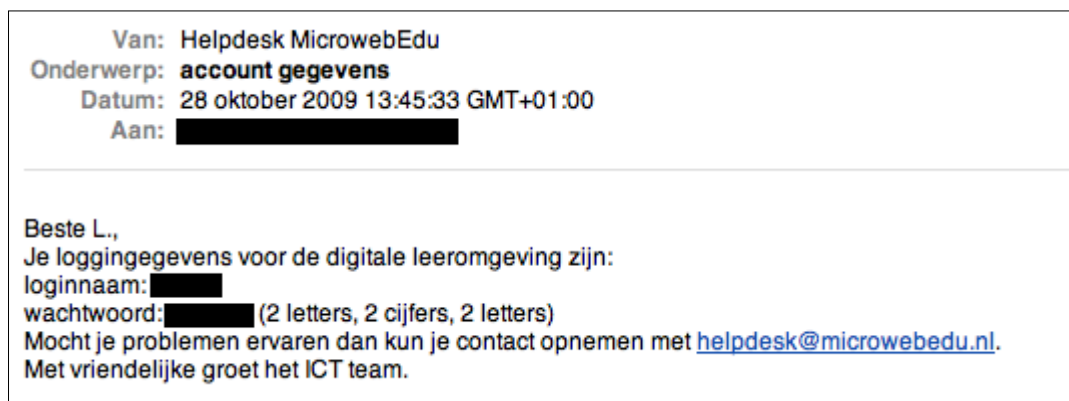 Van: Helpdesk MicrowebEdu
Onderwerp: account gegevens
Datum: 28 oktober 2009 13:45:33 GMT+01:00
Aan:
Beste L.,
Je loggingegevens voor de digitale leeromgeving zijn:
loginnaam:
wachtwoord: (2 letters, 2 cijfers, 2 letters)
Mocht je problemen ervaren dan kun je contact opnemen met helpdesk@microwebedu.nl.
Met vriendelijke groet het ICT team.